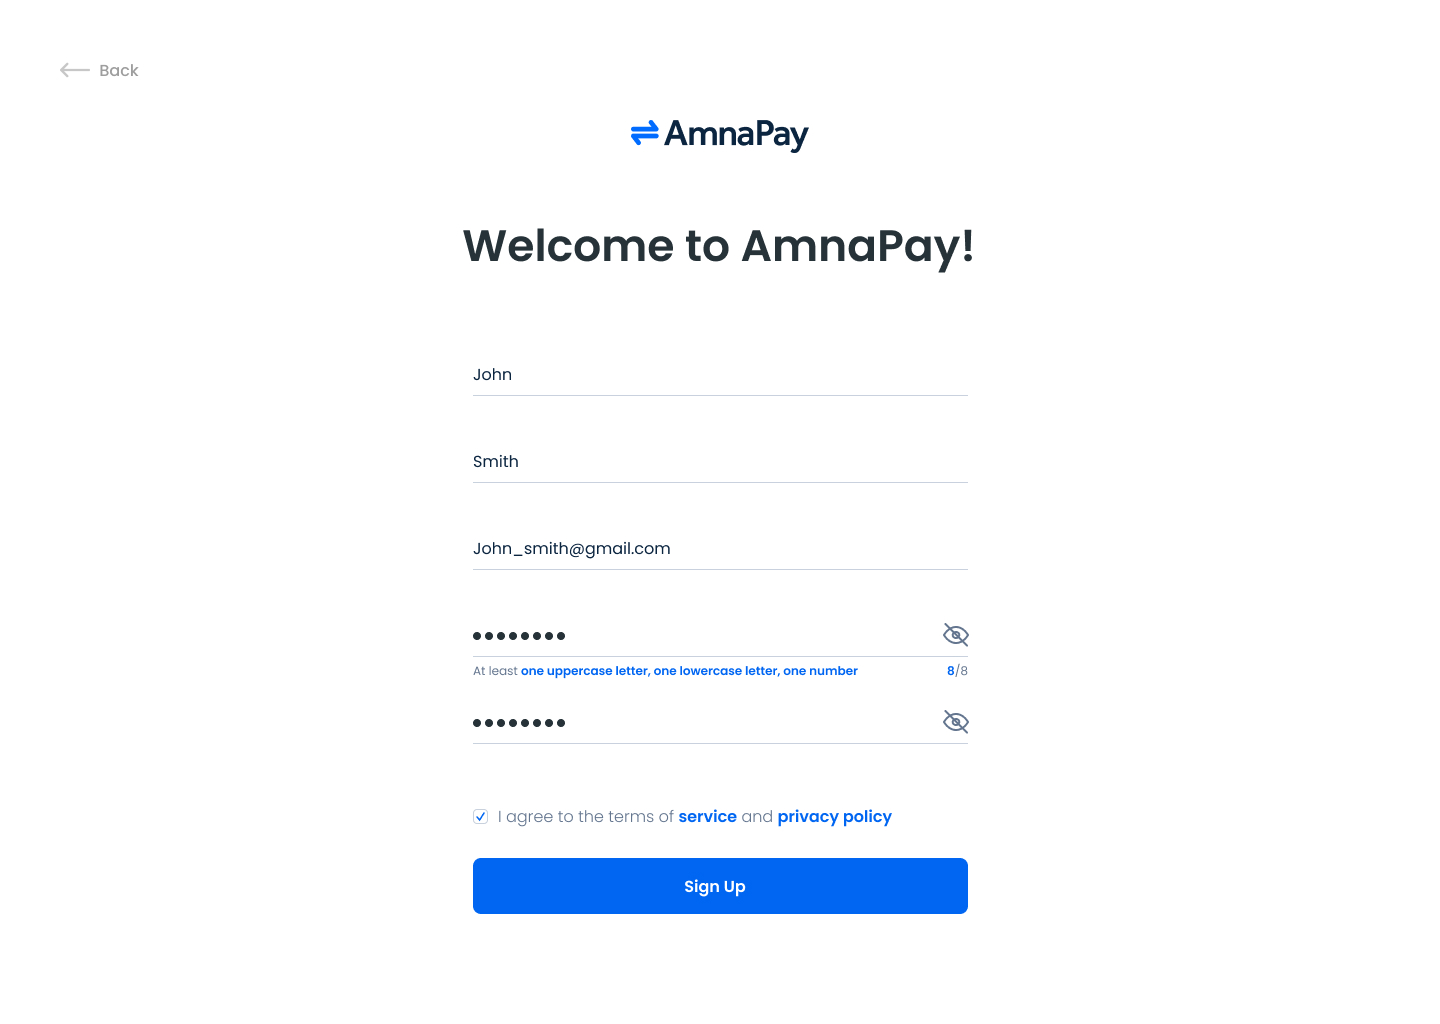 Back
AmnaPay
Welcome to AmnaPay!
John
Smith
John_smith@gmail.com
At least one uppercase letter, one lowercase letter, one number 8/8
I agree to the terms of service and privacy policy
Sign Up